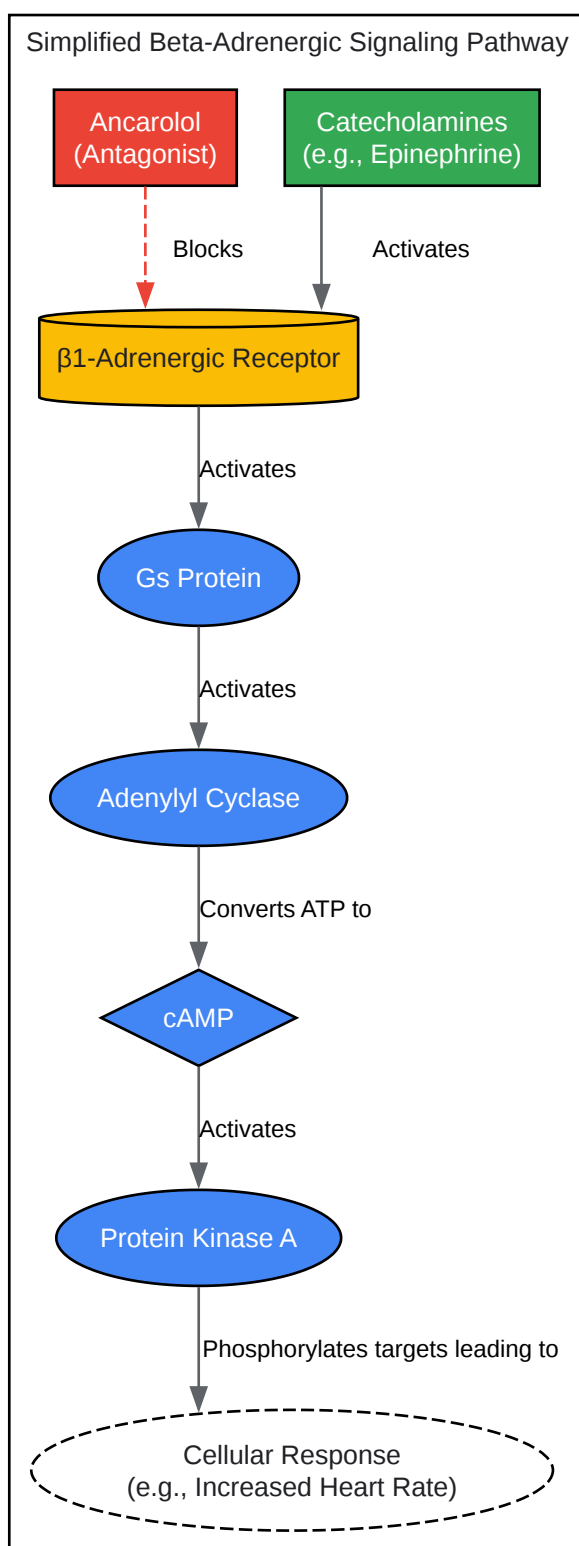 Simplified Beta-Adrenergic Signaling Pathway
Ancarolol
(Antagonist)
Catecholamines
(e.g., Epinephrine)
Blocks
Activates
β1-Adrenergic Receptor
Activates
Gs Protein
Activates
Adenylyl Cyclase
Converts ATP to
cAMP
Activates
Protein Kinase A
Phosphorylates targets leading to
Cellular Response
(e.g., Increased Heart Rate)